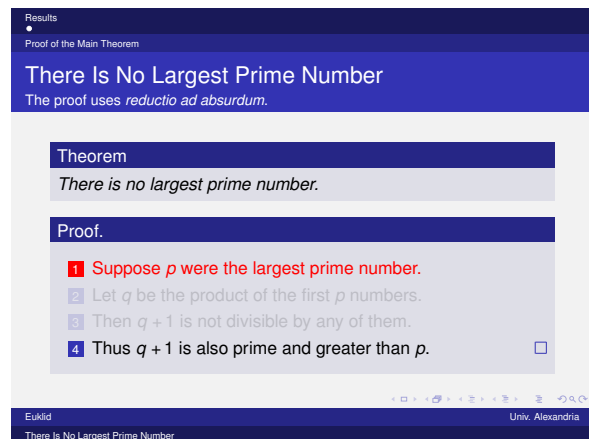 Results
Proof of the Main Theorem
There Is No Largest Prime Number
The proof uses reductio ad absurdum.
Theorem
There is no largest prime number.
Proof.
1 Suppose p were the largest prime number.
2 Let q be the product of the first p numbers.
3 Then q + 1 is not divisible by any of them.
4 Thus q + 1 is also prime and greater than p. □
Euklid Univ. Alexandria
There Is No Largest Prime Number